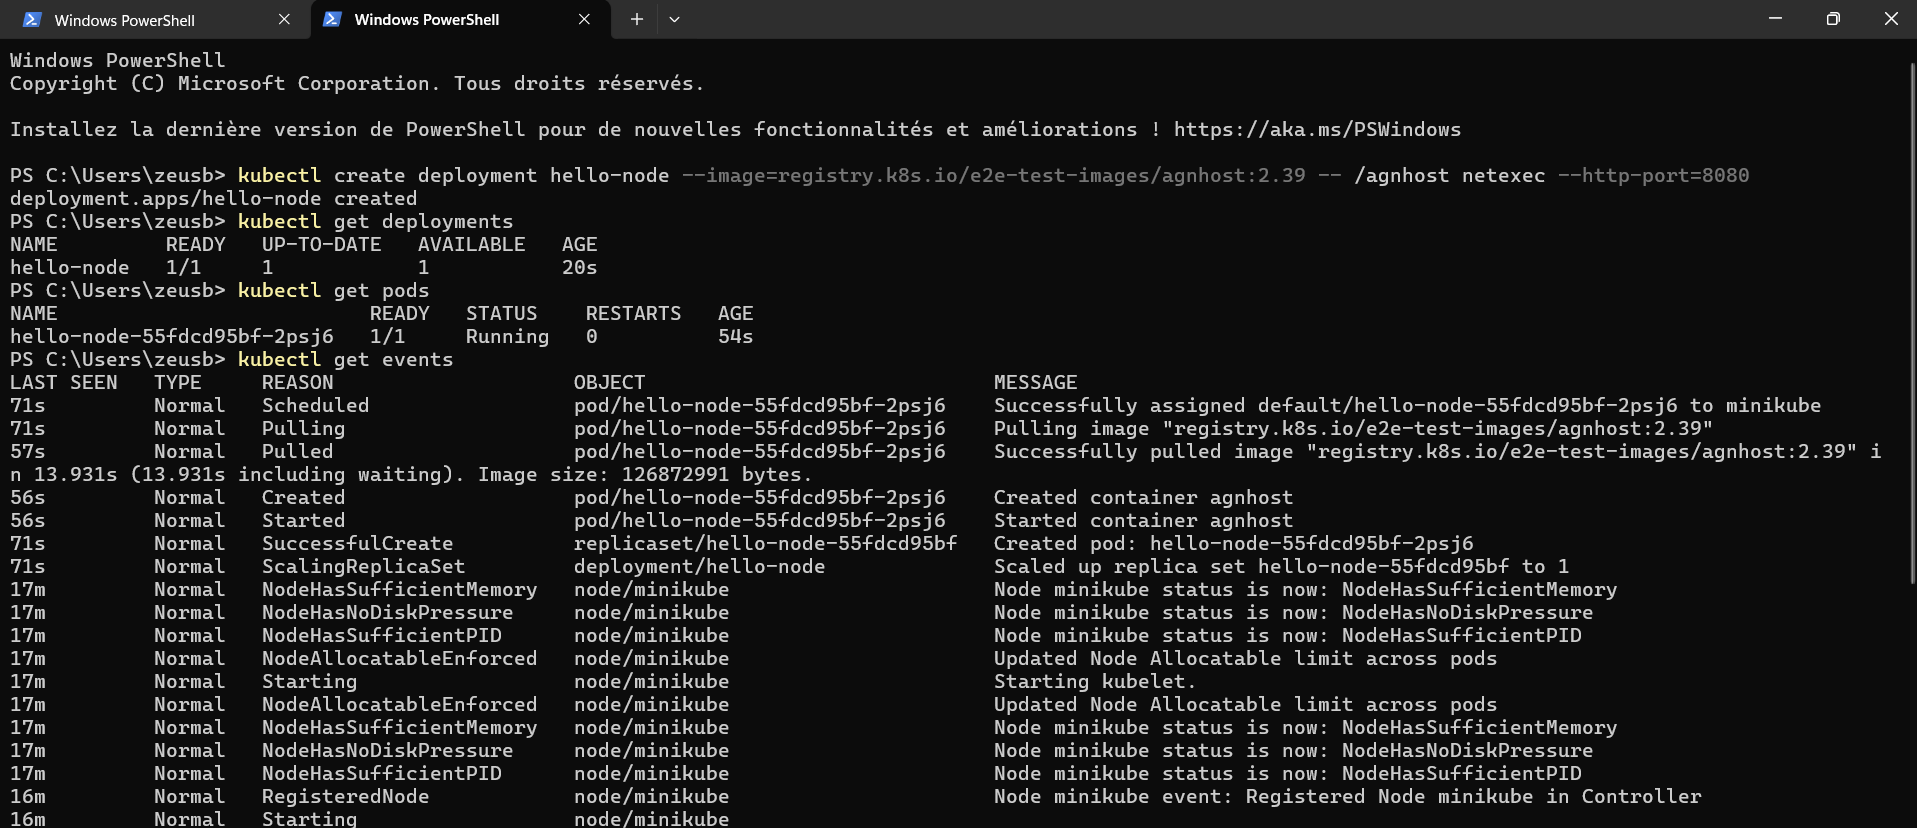 Windows PowerShell
Windows PowerShell
Windows PowerShell
Copyright (C) Microsoft Corporation. Tous droits réservés.
Installez la dernière version de PowerShell pour de nouvelles fonctionnalités et améliorations ! https://aka.ms/PSWindows
PS C:\Users\zeusb> kubectl create deployment hello-node --image=registry.k8s.io/e2e-test-images/agnhost:2.39 -- /agnhost netexec --http-port=8080
deployment.apps/hello-node created
PS C:\Users\zeusb> kubectl get deployments
NAME         READY   UP-TO-DATE   AVAILABLE   AGE
hello-node   1/1     1            1           20s
PS C:\Users\zeusb> kubectl get pods
NAME                          READY   STATUS    RESTARTS   AGE
hello-node-55fdcd95bf-2psj6   1/1     Running   0          54s
PS C:\Users\zeusb> kubectl get events
LAST SEEN   TYPE     REASON                    OBJECT                             MESSAGE
71s         Normal   Scheduled                 pod/hello-node-55fdcd95bf-2psj6    Successfully assigned default/hello-node-55fdcd95bf-2psj6 to minikube
71s         Normal   Pulling                   pod/hello-node-55fdcd95bf-2psj6    Pulling image "registry.k8s.io/e2e-test-images/agnhost:2.39"
57s         Normal   Pulled                    pod/hello-node-55fdcd95bf-2psj6    Successfully pulled image "registry.k8s.io/e2e-test-images/agnhost:2.39" i
n 13.931s (13.931s including waiting). Image size: 126872991 bytes.
56s         Normal   Created                   pod/hello-node-55fdcd95bf-2psj6    Created container agnhost
56s         Normal   Started                   pod/hello-node-55fdcd95bf-2psj6    Started container agnhost
71s         Normal   SuccessfulCreate          replicaset/hello-node-55fdcd95bf   Created pod: hello-node-55fdcd95bf-2psj6
71s         Normal   ScalingReplicaSet         deployment/hello-node              Scaled up replica set hello-node-55fdcd95bf to 1
17m         Normal   NodeHasSufficientMemory   node/minikube                      Node minikube status is now: NodeHasSufficientMemory
17m         Normal   NodeHasNoDiskPressure     node/minikube                      Node minikube status is now: NodeHasNoDiskPressure
17m         Normal   NodeHasSufficientPID      node/minikube                      Node minikube status is now: NodeHasSufficientPID
17m         Normal   NodeAllocatableEnforced   node/minikube                      Updated Node Allocatable limit across pods
17m         Normal   Starting                  node/minikube                      Starting kubelet.
17m         Normal   NodeAllocatableEnforced   node/minikube                      Updated Node Allocatable limit across pods
17m         Normal   NodeHasSufficientMemory   node/minikube                      Node minikube status is now: NodeHasSufficientMemory
17m         Normal   NodeHasNoDiskPressure     node/minikube                      Node minikube status is now: NodeHasNoDiskPressure
17m         Normal   NodeHasSufficientPID      node/minikube                      Node minikube status is now: NodeHasSufficientPID
16m         Normal   RegisteredNode            node/minikube                      Node minikube event: Registered Node minikube in Controller
16m         Normal   Starting                  node/minikube